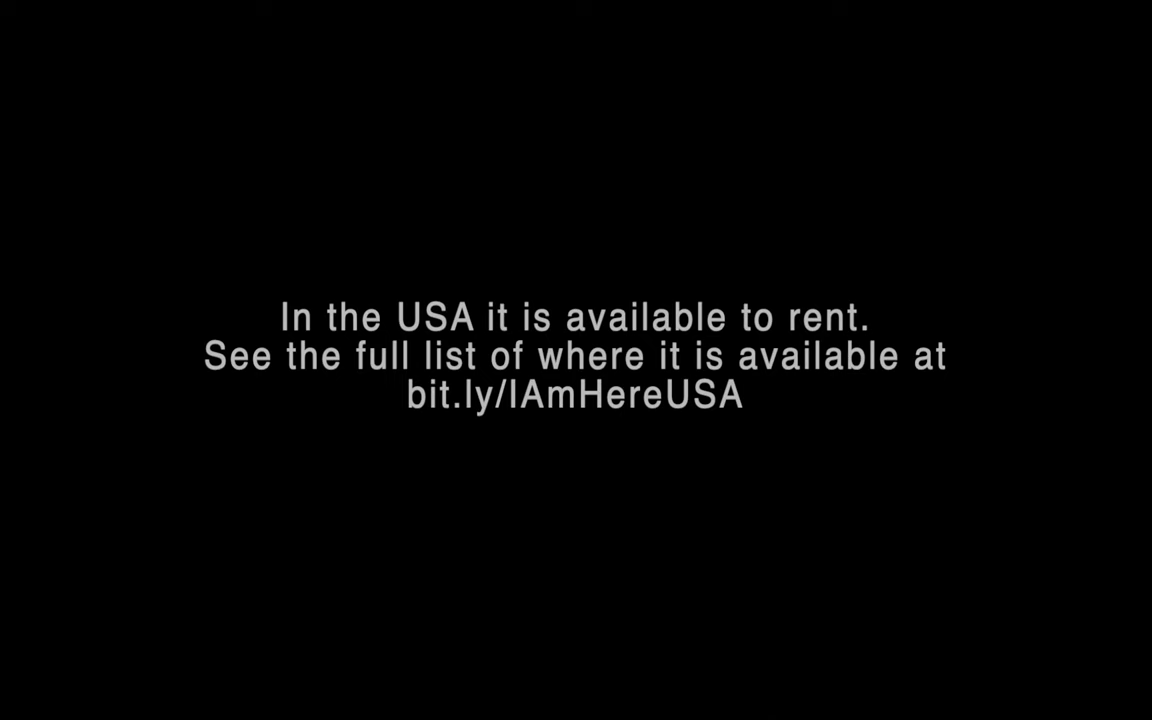 In the USA it is available to rent.
See the full list of where it is available at
bit.ly/IAmHereUSA